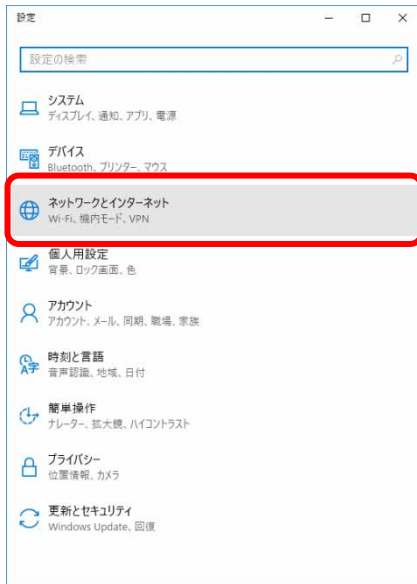 設定
設定の検索
システム
ディスプレイ、通知、アプリ、電源
デバイス
Bluetooth、プリンター、マウス
ネットワークとインターネット
Wi-Fi、機内モード、VPN
個人用設定
背景、ロック画面、色
アカウント
アカウント、メール、同期、職場、家族
時刻と言語
音声認識、地域、日付
簡単操作
ナレーター、拡大鏡、ハイコントラスト
プライバシー
位置情報、カメラ
更新とセキュリティ
Windows Update、回復